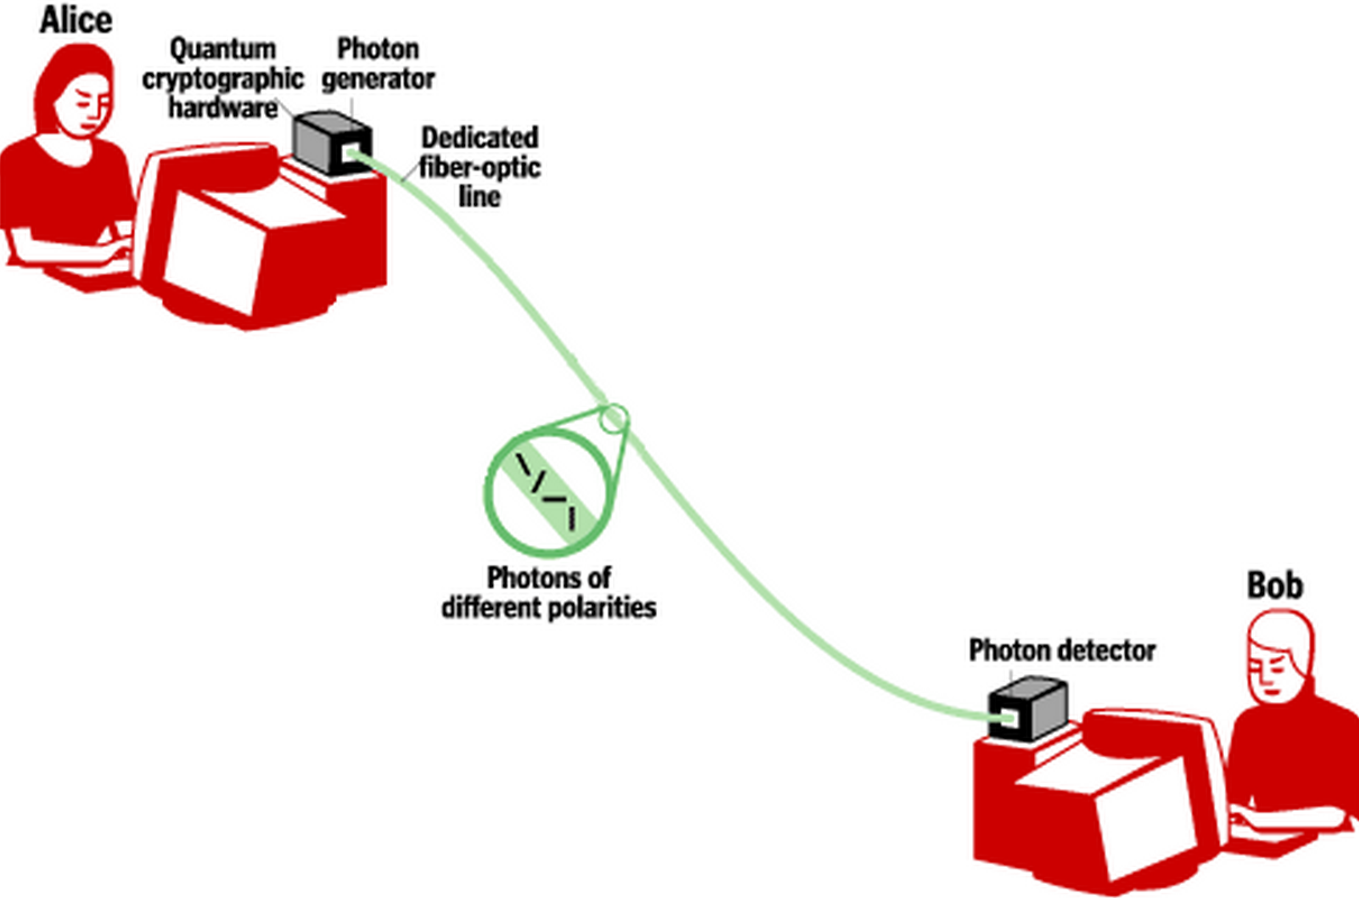 Alice
Quantum
cryptographic
hardware
Photon
generator
Dedicated
fiber-optic
line
Photons of
different polarities
Bob
Photon detector